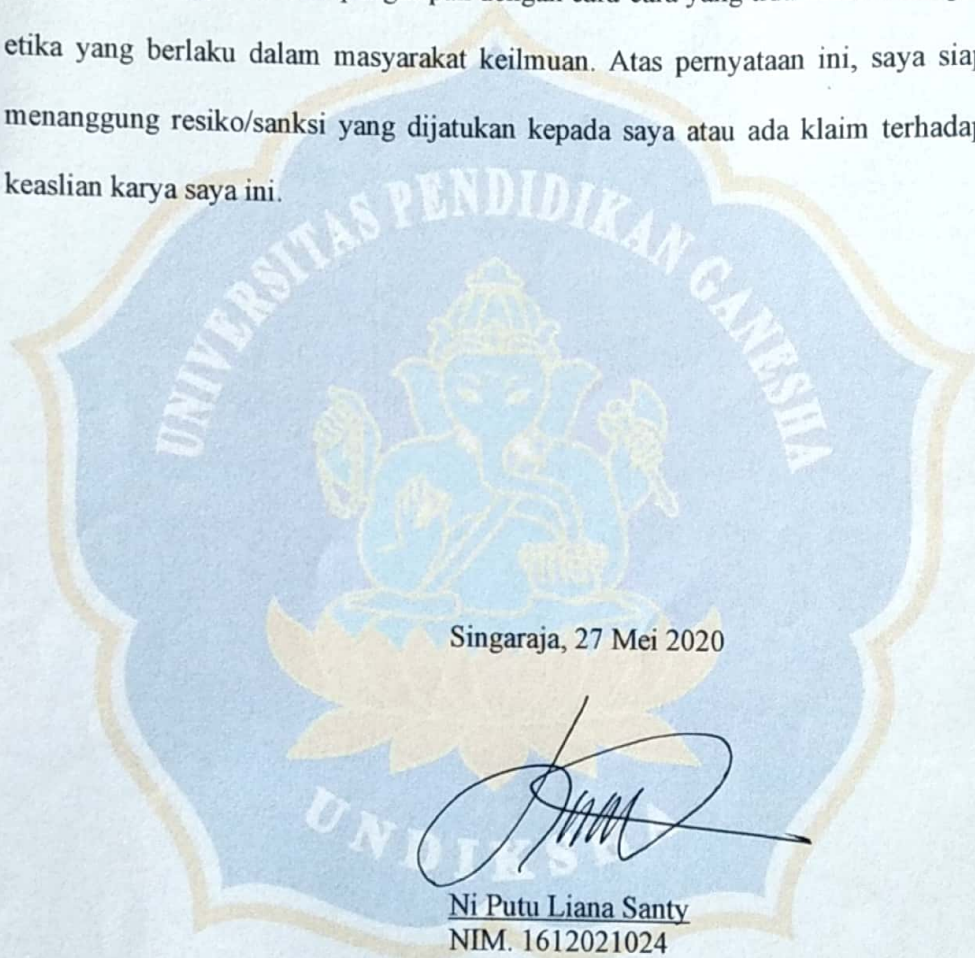 etika yang berlaku dalam masyarakat keilmuan. Atas pernyataan ini, saya
menanggung resiko/sanksi yang dijatukan kepada saya atau ada klaim
keaslian karya saya ini.
UNIVERSITAS PENDIDIKAN GANESHA
Singaraja, 27 Mei 2020
UNDIKSHA
Ni Putu Liana Santy
NIM. 1612021024